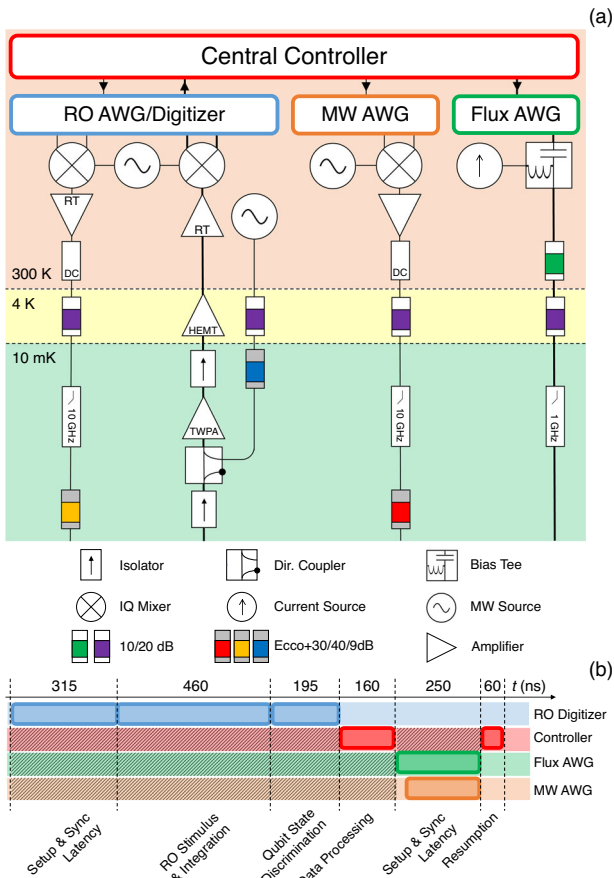 (a)
Central Controller
RO AWG/Digitizer MW AWG Flux AWG
RT RT
DC DC
300 K
4 K
HEMT
10 mK
10 GHz 10 GHz 1 GHz
TWPA
Isolator Dir. Coupler Bias Tee
IQ Mixer Current Source MW Source
10/20 dB Ecco+30/40/9dB Amplifier
(b)
315 460 195 160 250 60 t (ns)
RO Digitizer
Controller
Flux AWG
MW AWG
Setup & Sync
Latency
RO Stimulus
& Integration
Qubit State
Discrimination
Data Processing
Setup & Sync
Latency
Resumption